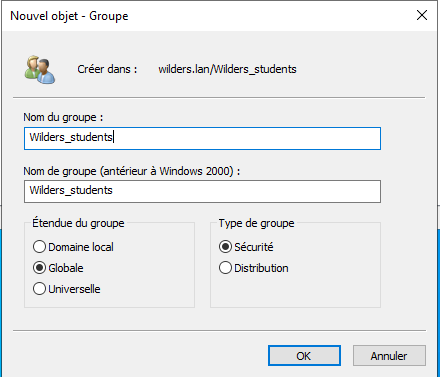 Nouvel objet - Groupe
Créer dans : wilders.lan/Wilders_students
Nom du groupe :
Wilders_students
Nom de groupe (antérieur à Windows 2000) :
Wilders_students
Étendue du groupe
Domaine local
Globale
Universelle
Type de groupe
Sécurité
Distribution
OK Annuler